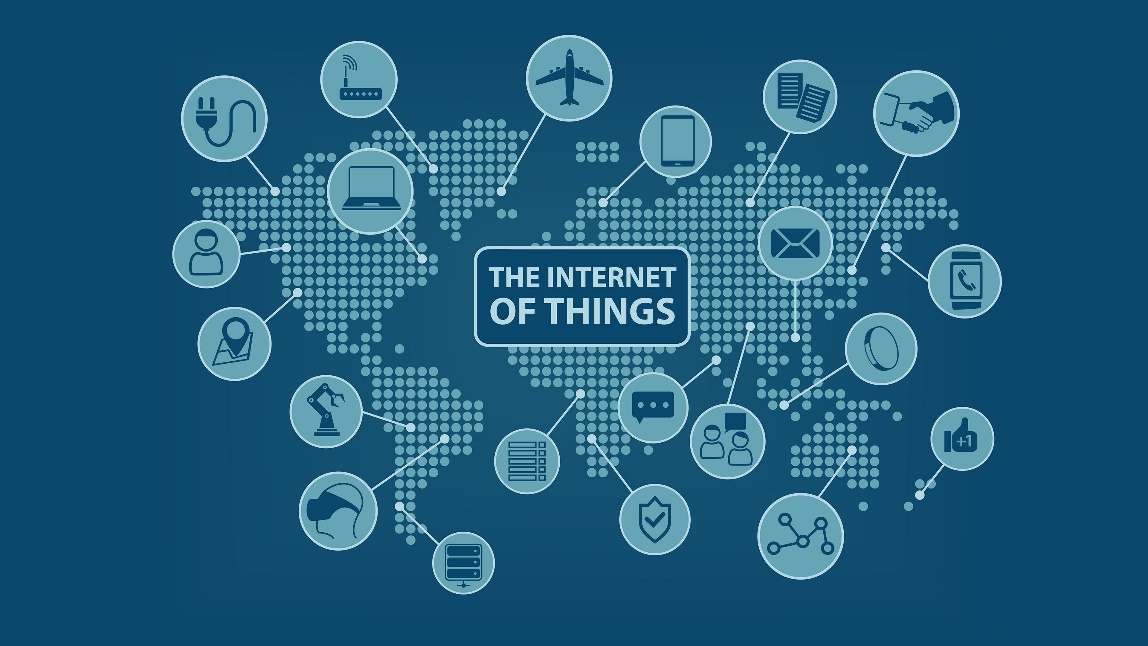 THE INTERNET
OF THINGS
+1